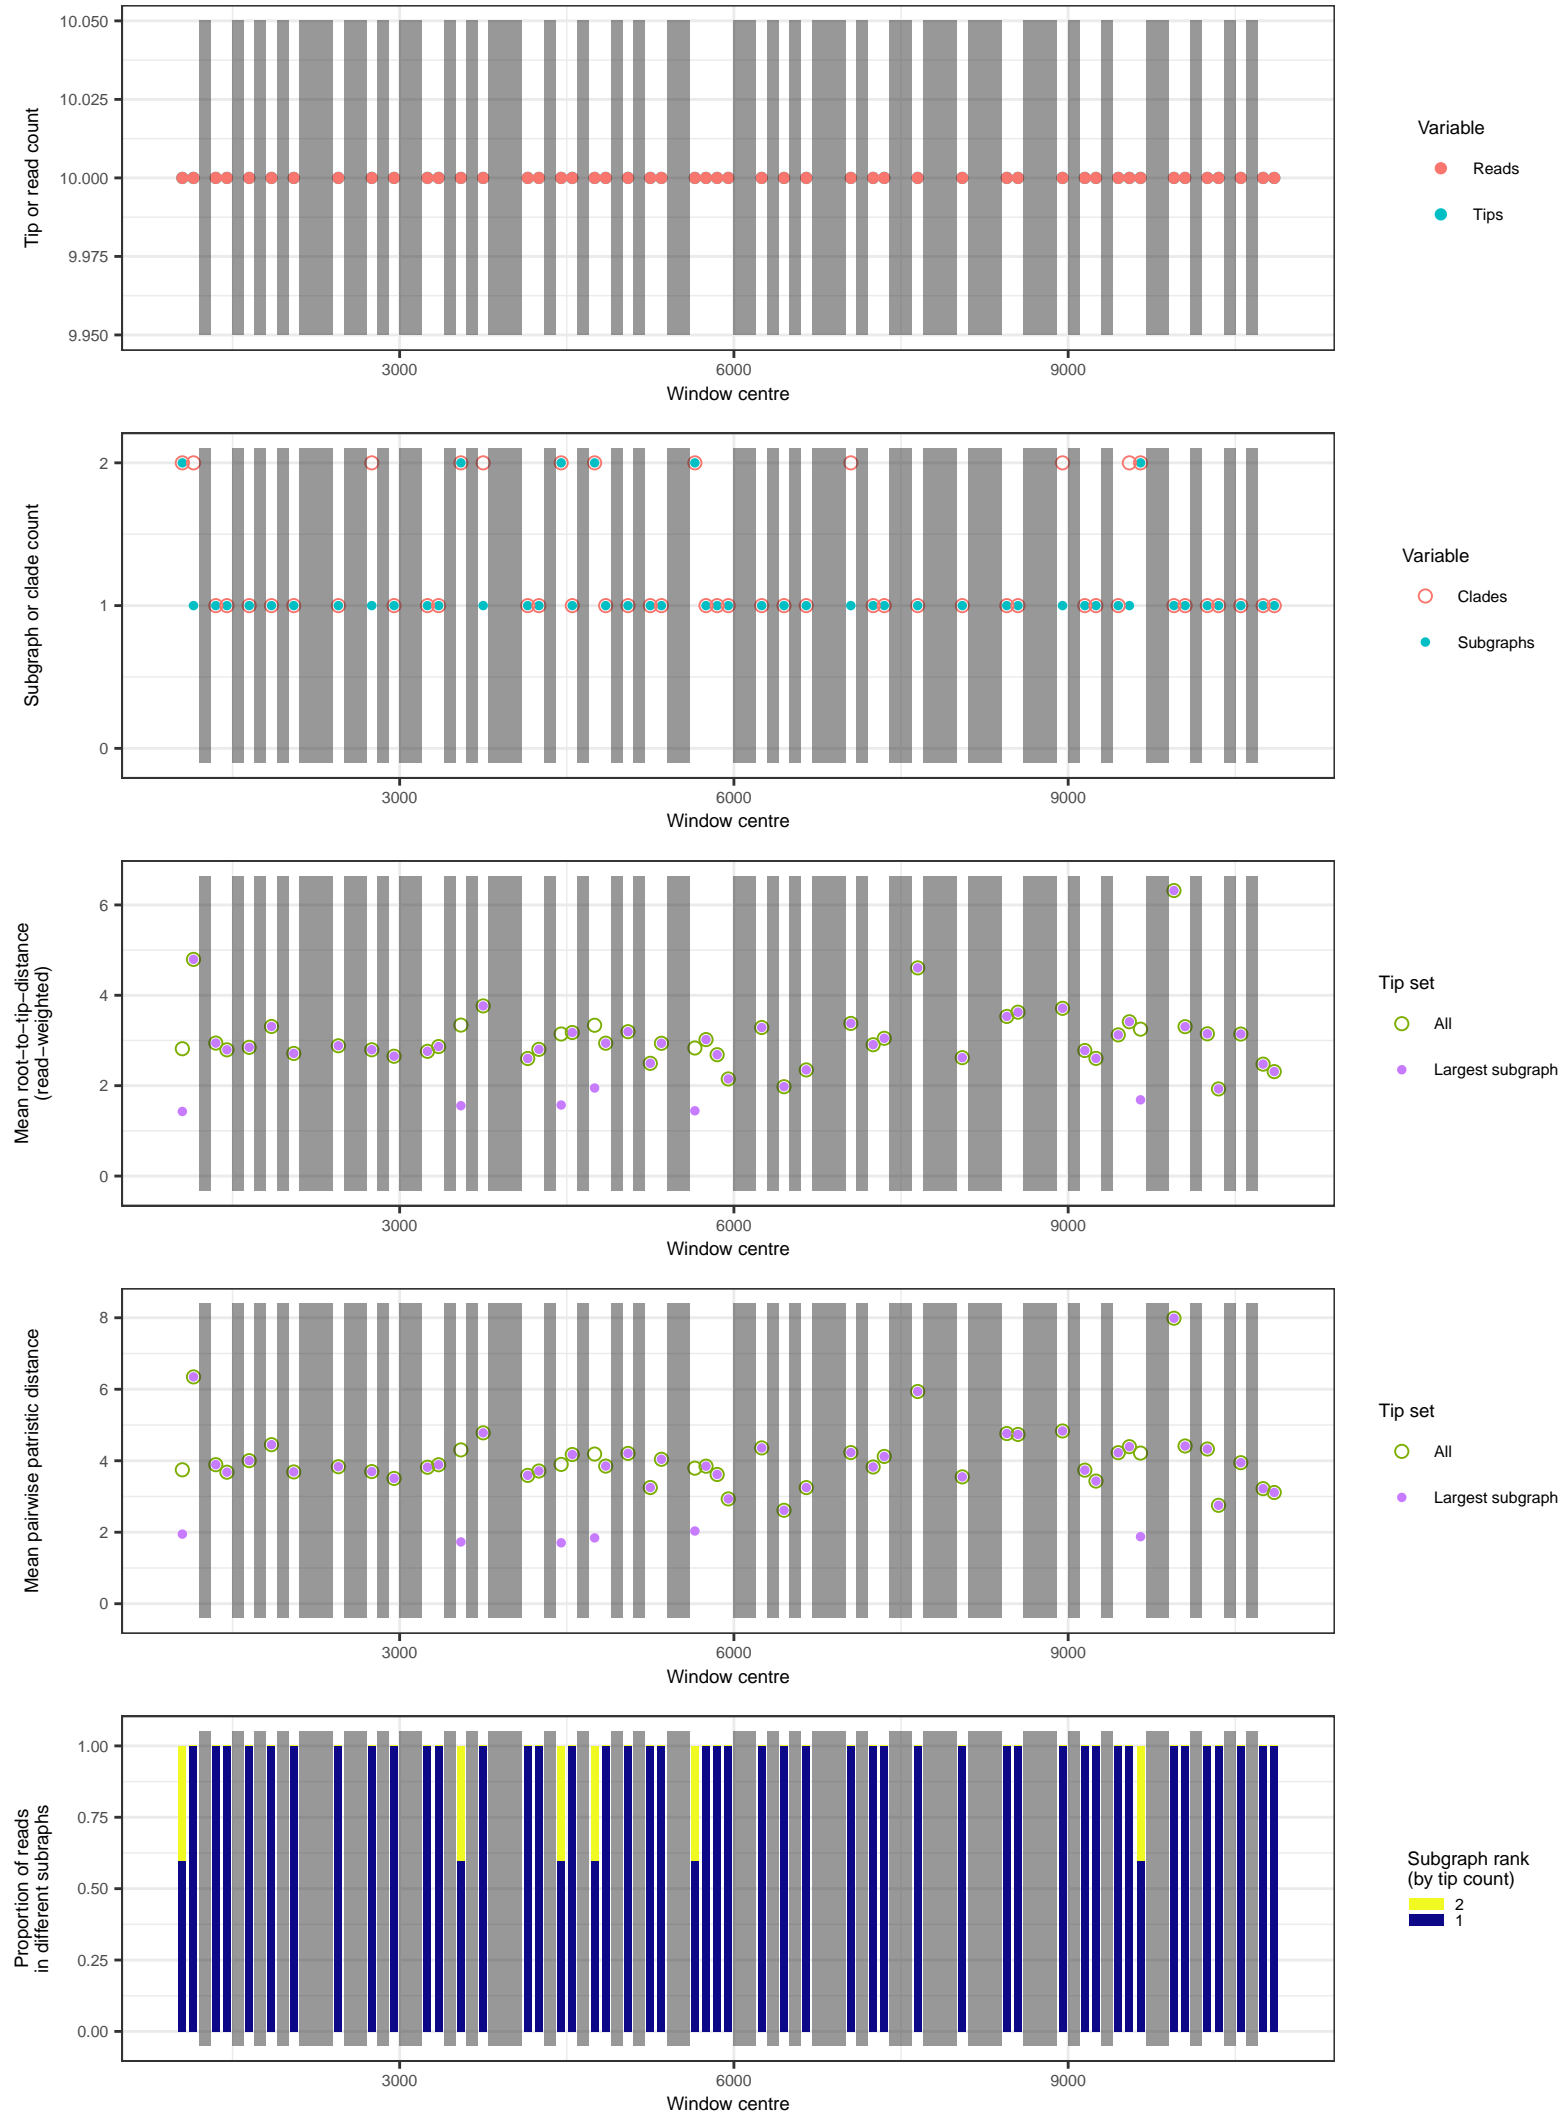 10.050
10.025
10.000
9.975
9.950
Tip or read count
3000
6000
9000
Window centre
Variable
Reads
Tips
2
1
0
Subgraph or clade count
3000
6000
9000
Window centre
Variable
Clades
Subgraphs
6
4
2
0
Mean root−to−tip−distance
(read−weighted)
3000
6000
9000
Window centre
Tip set
All
Largest subgraph
8
6
4
2
0
Mean pairwise patristic distance
3000
6000
9000
Window centre
Tip set
All
Largest subgraph
1.00
0.75
0.50
0.25
0.00
Proportion of reads
in different subraphs
3000
6000
9000
Window centre
Subgraph rank
(by tip count)
2
1